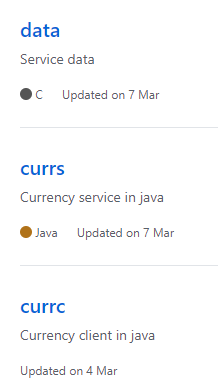 data
Service data
C Updated on 7 Mar
currs
Currency service in java
Java Updated on 7 Mar
currc
Currency client in java
Updated on 4 Mar